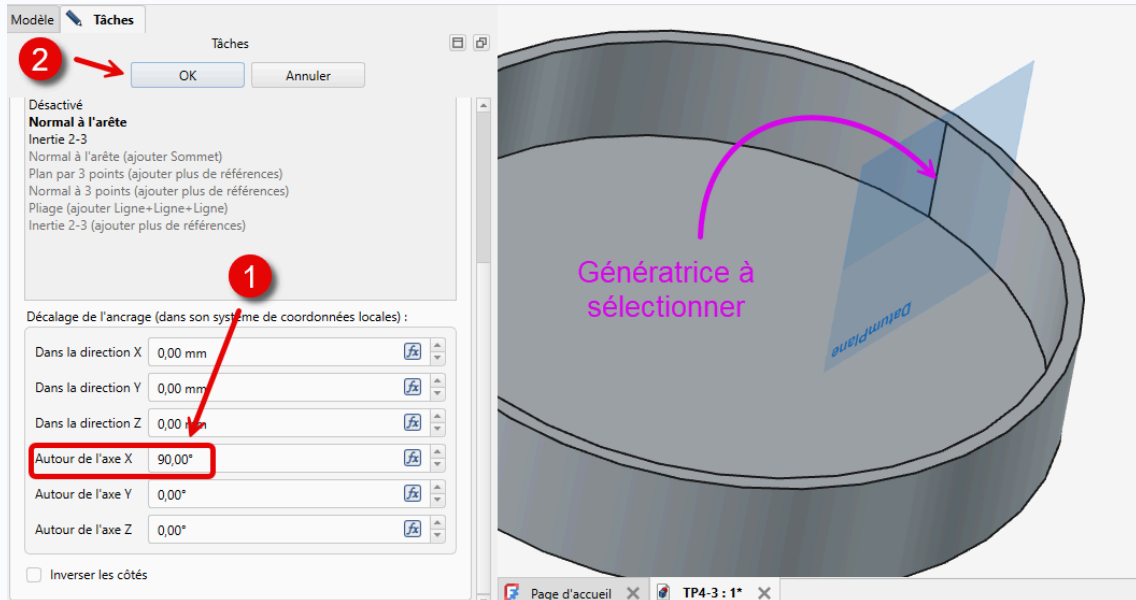 Modèle
Tâches
Tâches
2
OK
Annuler
Désactivé
Normal à l'arête
Inertie 2-3
Normal à l'arête (ajouter Sommet)
Plan par 3 points (ajouter plus de références)
Normal à 3 points (ajouter plus de références)
Pliage (ajouter Ligne+Ligne+Ligne)
Inertie 2-3 (ajouter plus de références)
1
Décalage de l'ancrage (dans son système de coordonnées locales) :
Dans la direction X 0,00 mm
Dans la direction Y 0,00 mm
Dans la direction Z 0,00 mm
Autour de l'axe X 90,00°
Autour de l'axe Y 0,00°
Autour de l'axe Z 0,00°
Inverser les côtés
Génératrice à
sélectionner
DatumPlane
Page d'accueil
TP4-3 : 1*